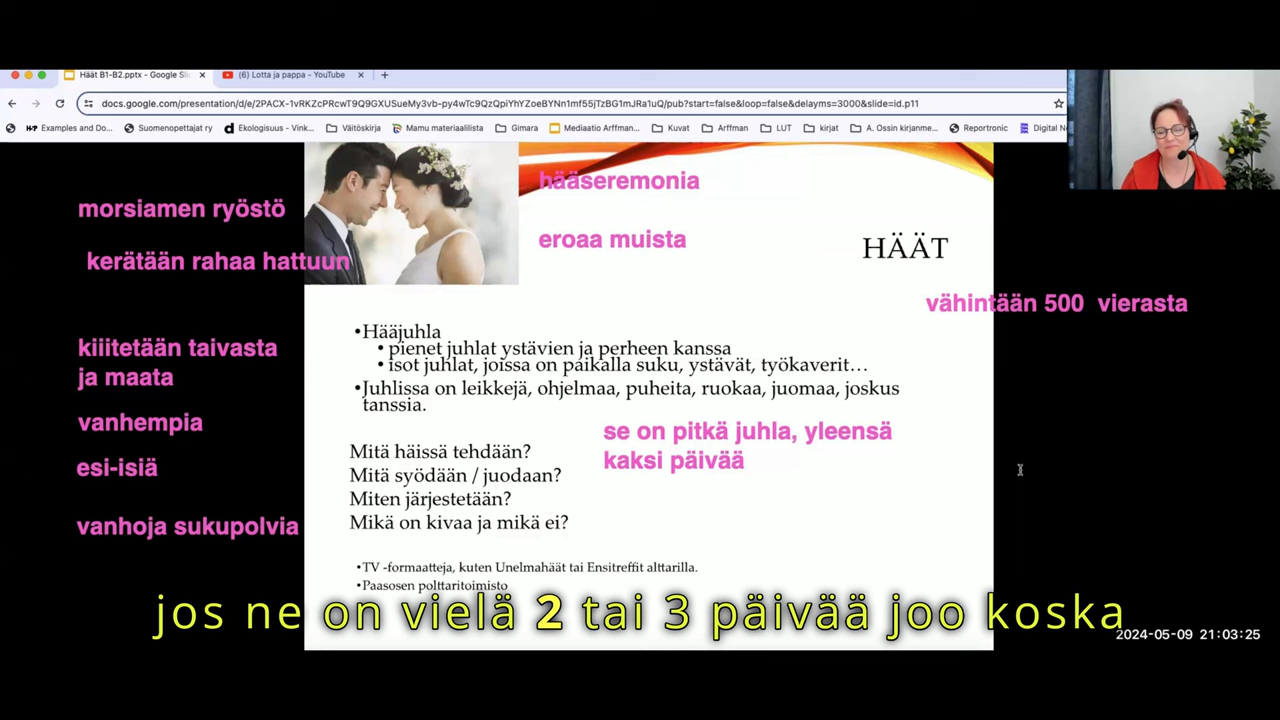 Häät B1-B2.pptx - Google Sli
(6) Lotta ja pappa - YouTube
docs.google.com/presentation/d/e/2PACX-1vRKZcPRcwT9Q9GXUSueMy3vb-py4wTc9QzQpiYhYZoeBYNn1mf55jTzBG1mJRa1uQ/pub?start=false&loop=false&delayms=3000&slide=id.p11
Examples and Do...
Suomenopettajat ry
Ekologisuus - Vink...
Väitöskirja
Mamu materiaalilista
Gimara
Mediaatio Arffman...
Kuvat
Arffman
LUT
kirjat
A. Ossin kirjanme...
Reportronic
Digital N
hääseremonia
morsiamen ryöstö
eroaa muista
HÄÄT
kerätään rahaa hattuun
vähintään 500 vierasta
•Hääjuhla
•pienet juhlat ystävien ja perheen kanssa
•isot juhlat, joissa on paikalla suku, ystävät, työkaverit…
•Juhlissa on leikkejä, ohjelmaa, puheita, ruokaa, juomaa, joskus
tanssia.
kiiitetään taivasta
ja maata
vanhempia
esi-isiä
vanhoja sukupolvia
se on pitkä juhla, yleensä
kaksi päivää
Mitä häissä tehdään?
Mitä syödään / juodaan?
Miten järjestetään?
Mikä on kivaa ja mikä ei?
•TV -formaatteja, kuten Unelmahäät tai Ensitreffit alttarilla.
•Paasosen polttaritoimisto
jos ne on vielä 2 tai 3 päivää joo koska
2024-05-09 21:03:25